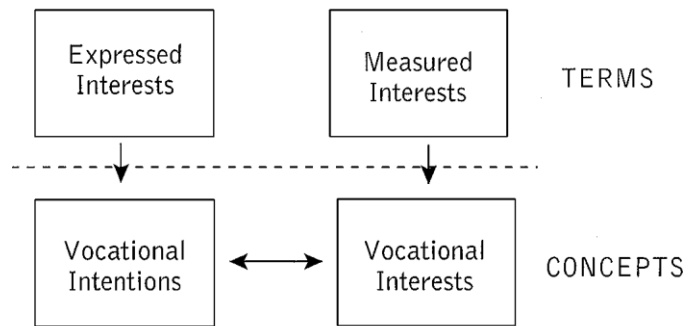 Expressed
Interests
Measured
Interests
TERMS
Vocational
Intentions
Vocational
Interests
CONCEPTS